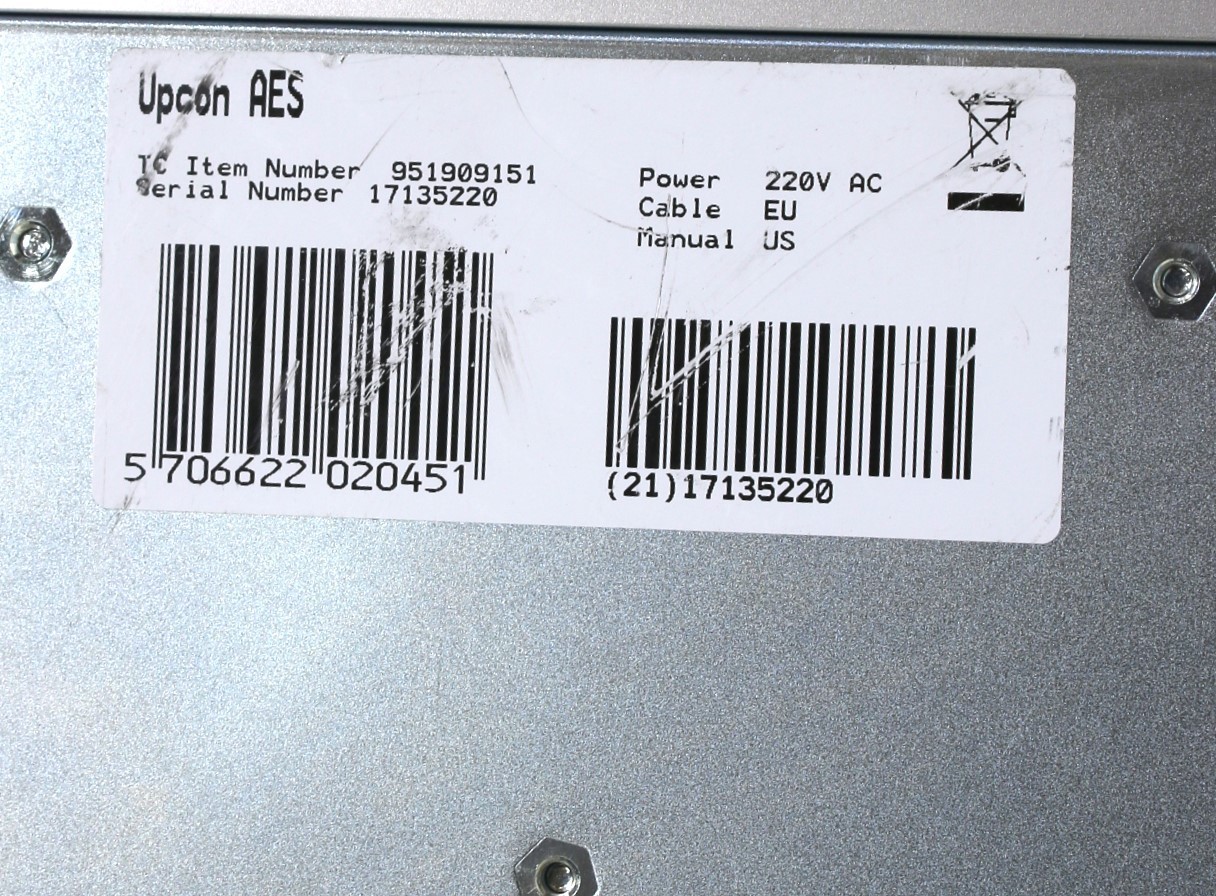 Upcon AES
TC Item Number 951909151
Serial Number 17135220
Power 220V AC
Cable EU
Manual US
5 706622 020451
(21)17135220